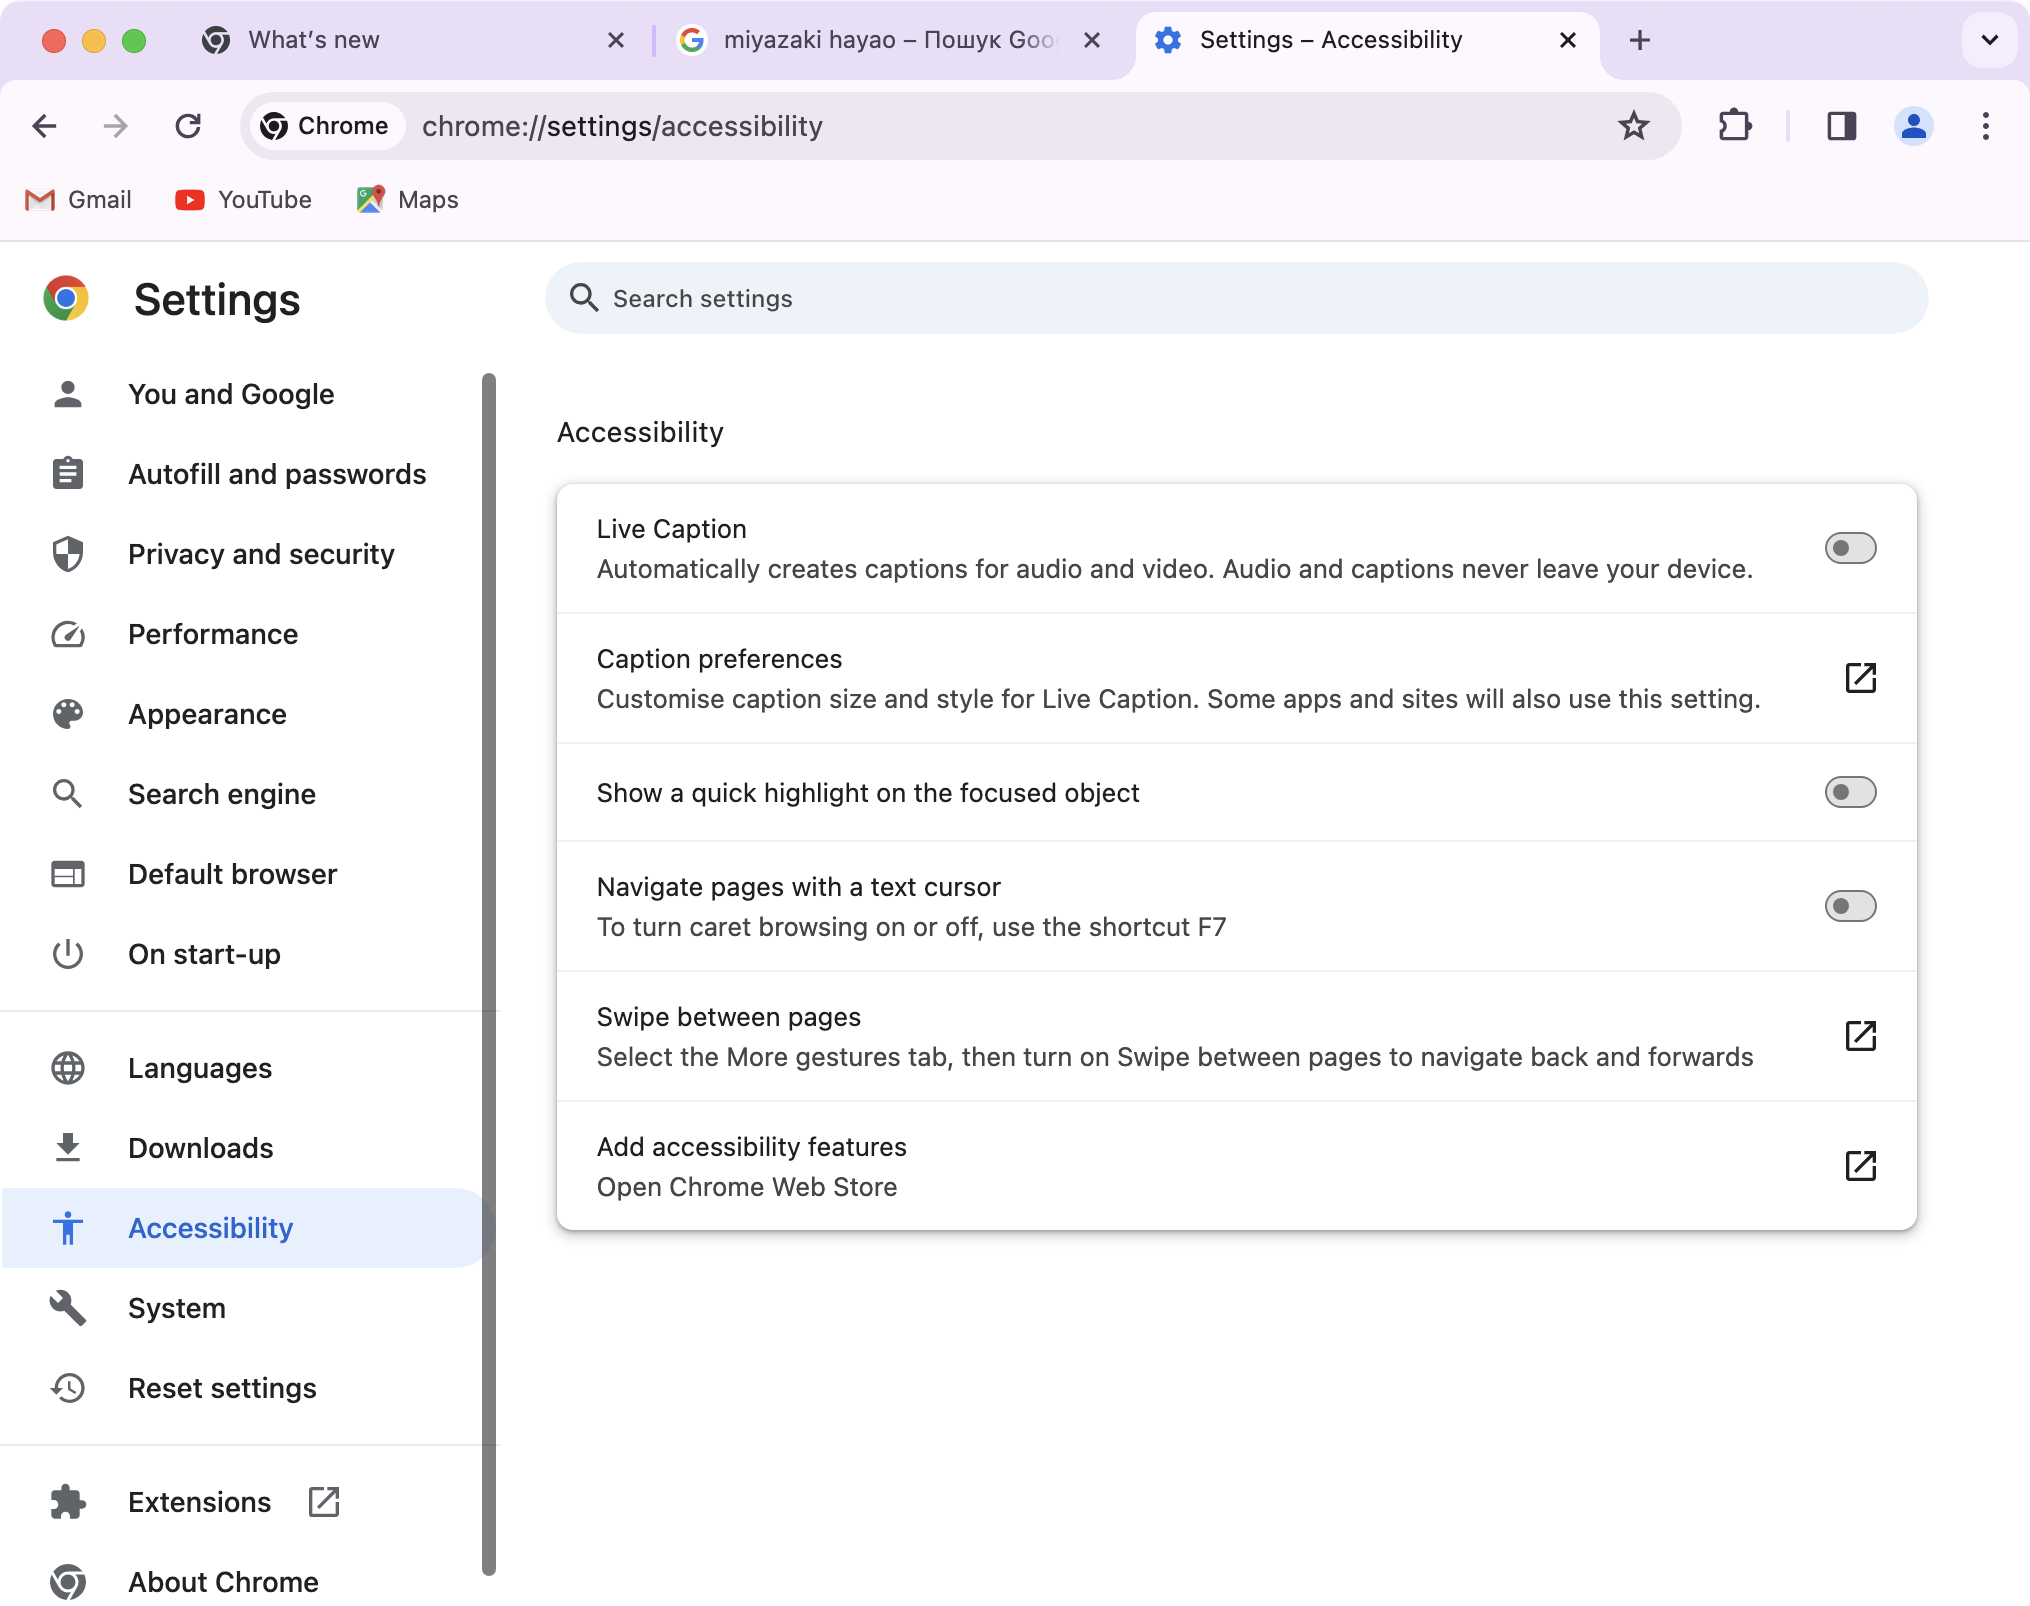 What's new
miyazaki hayao – Пошук Goo
Settings – Accessibility
Chrome
chrome://settings/accessibility
Gmail
YouTube
Maps
Settings
Search settings
You and Google
Autofill and passwords
Privacy and security
Performance
Appearance
Search engine
Default browser
On start-up
Languages
Downloads
Accessibility
System
Reset settings
Extensions
About Chrome
Accessibility
Live Caption
Automatically creates captions for audio and video. Audio and captions never leave your device.
Caption preferences
Customise caption size and style for Live Caption. Some apps and sites will also use this setting.
Show a quick highlight on the focused object
Navigate pages with a text cursor
To turn caret browsing on or off, use the shortcut F7
Swipe between pages
Select the More gestures tab, then turn on Swipe between pages to navigate back and forwards
Add accessibility features
Open Chrome Web Store